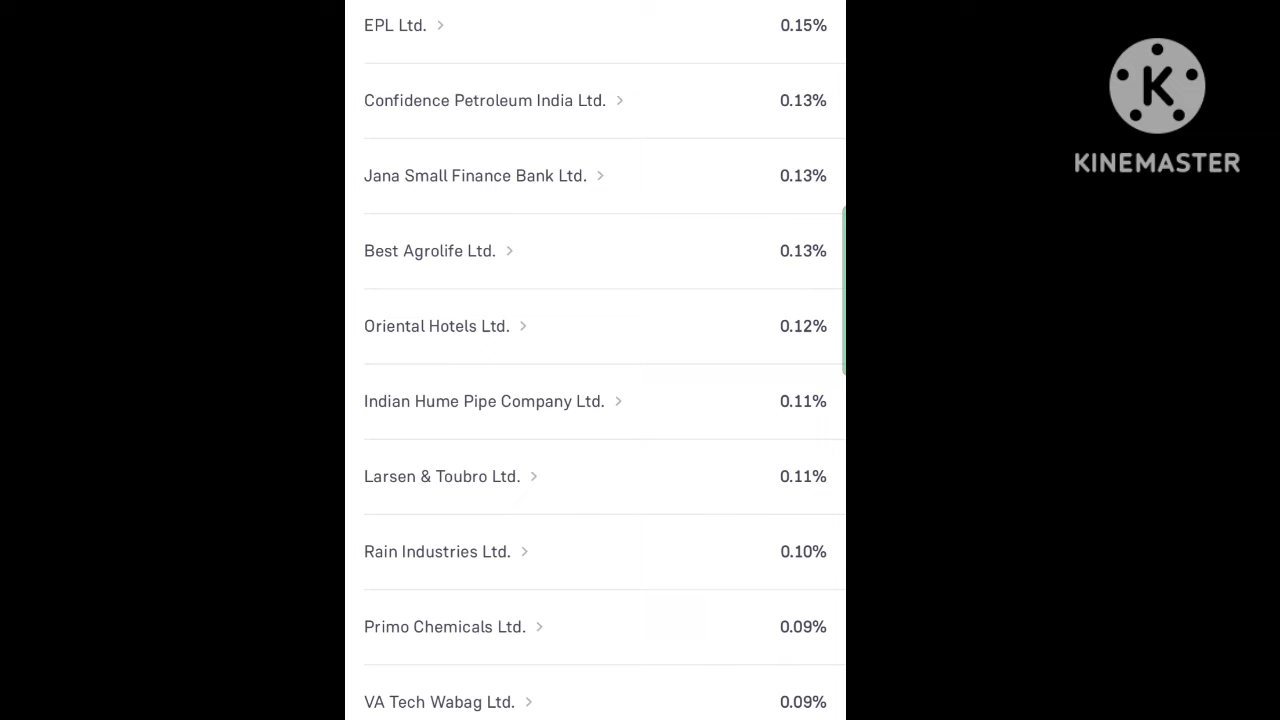 EPL Ltd. 0.15%
Confidence Petroleum India Ltd. 0.13%
Jana Small Finance Bank Ltd. 0.13%
Best Agrolife Ltd. 0.13%
Oriental Hotels Ltd. 0.12%
Indian Hume Pipe Company Ltd. 0.11%
Larsen & Toubro Ltd. 0.11%
Rain Industries Ltd. 0.10%
Primo Chemicals Ltd. 0.09%
VA Tech Wabag Ltd. 0.09%
K
KINEMASTER